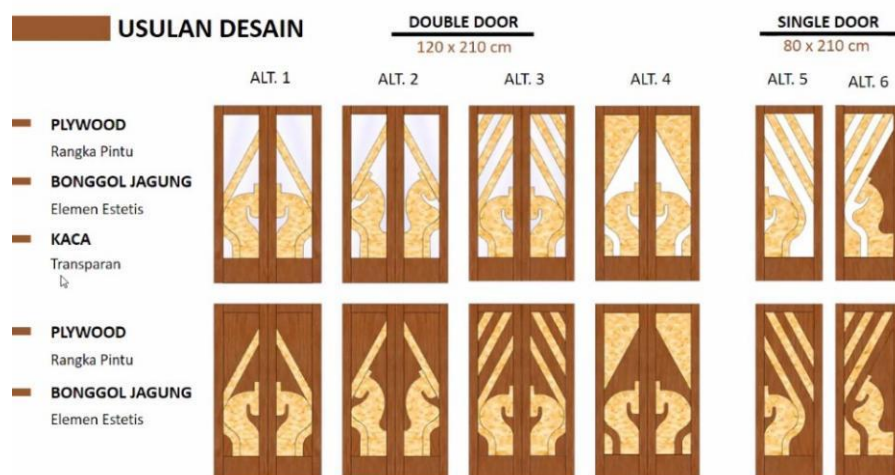 USULAN DESAIN
DOUBLE DOOR
120 x 210 cm
SINGLE DOOR
80 x 210 cm
ALT. 1
ALT. 2
ALT. 3
ALT. 4
ALT. 5
ALT. 6
PLYWOOD
Rangka Pintu
BONGGOL JAGUNG
Elemen Estetis
KACA
Transparan
PLYWOOD
Rangka Pintu
BONGGOL JAGUNG
Elemen Estetis